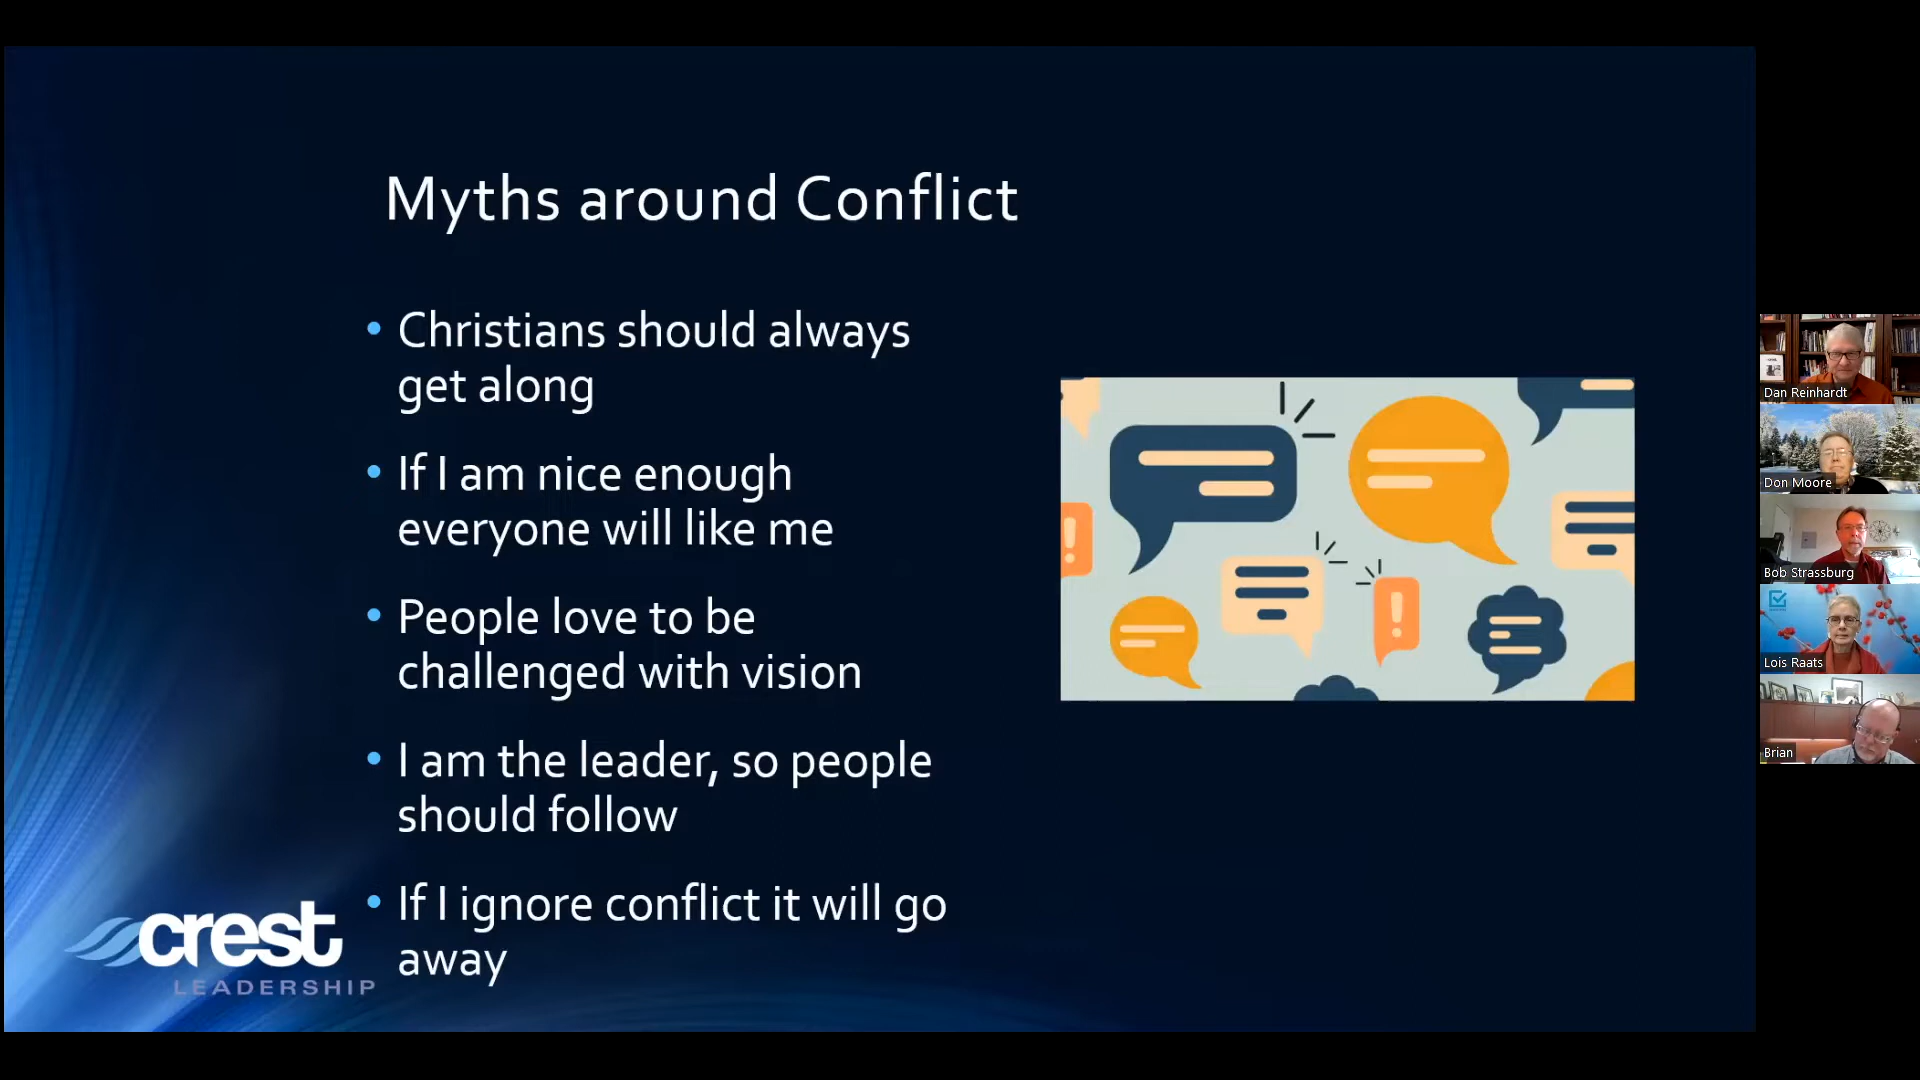 Myths around Conflict
• Christians should always
get along
• If I am nice enough
everyone will like me
• People love to be
challenged with vision
• I am the leader, so people
should follow
• If I ignore conflict it will go
away
crest
LEADERSHIP
!
!
Dan Reinhardt
Don Moore
Bob Strassburg
Lois Raats
Brian